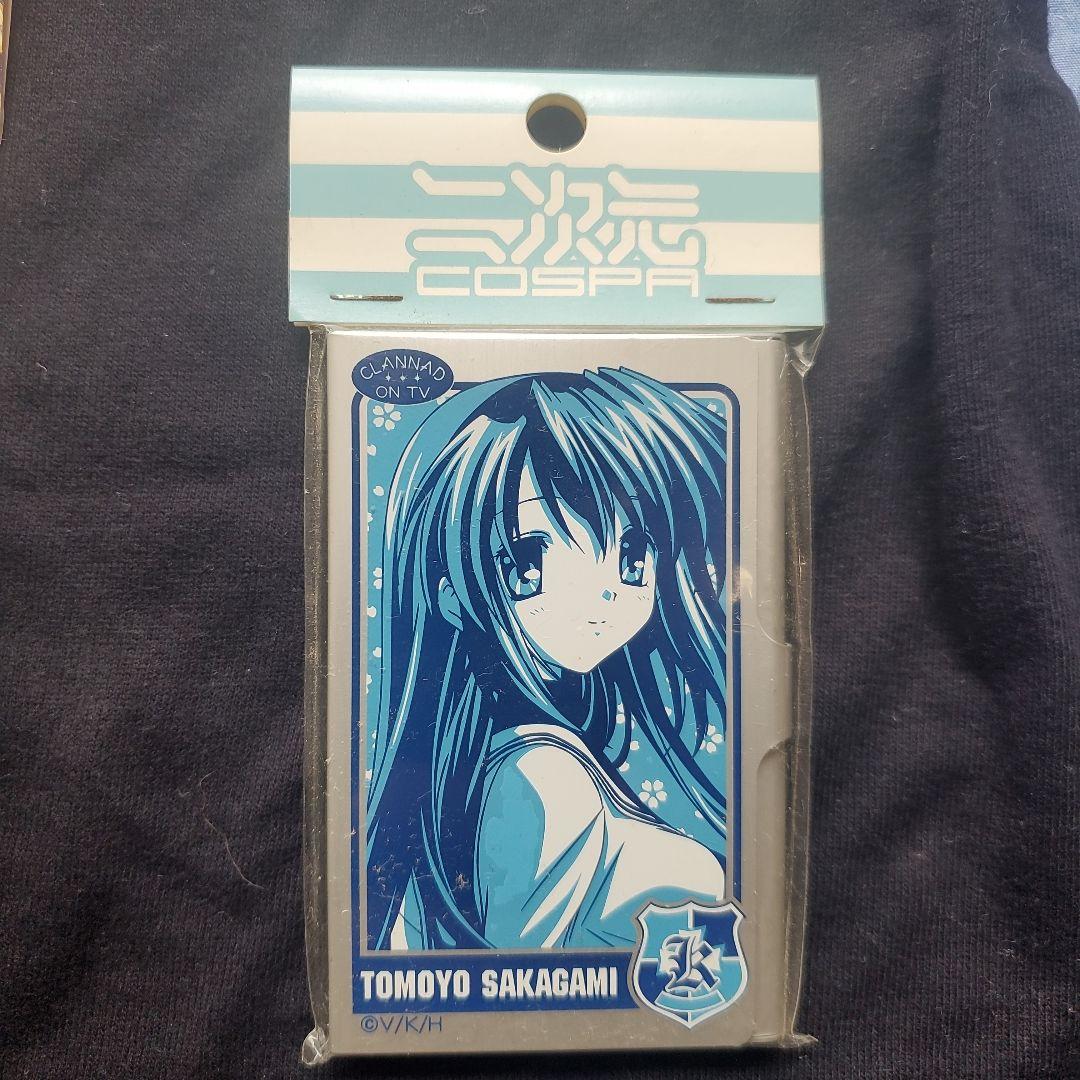 二次元
COSPA
CLANNAD
ON TV
TOMOYO SAKAGAMI
K
©V/K/H